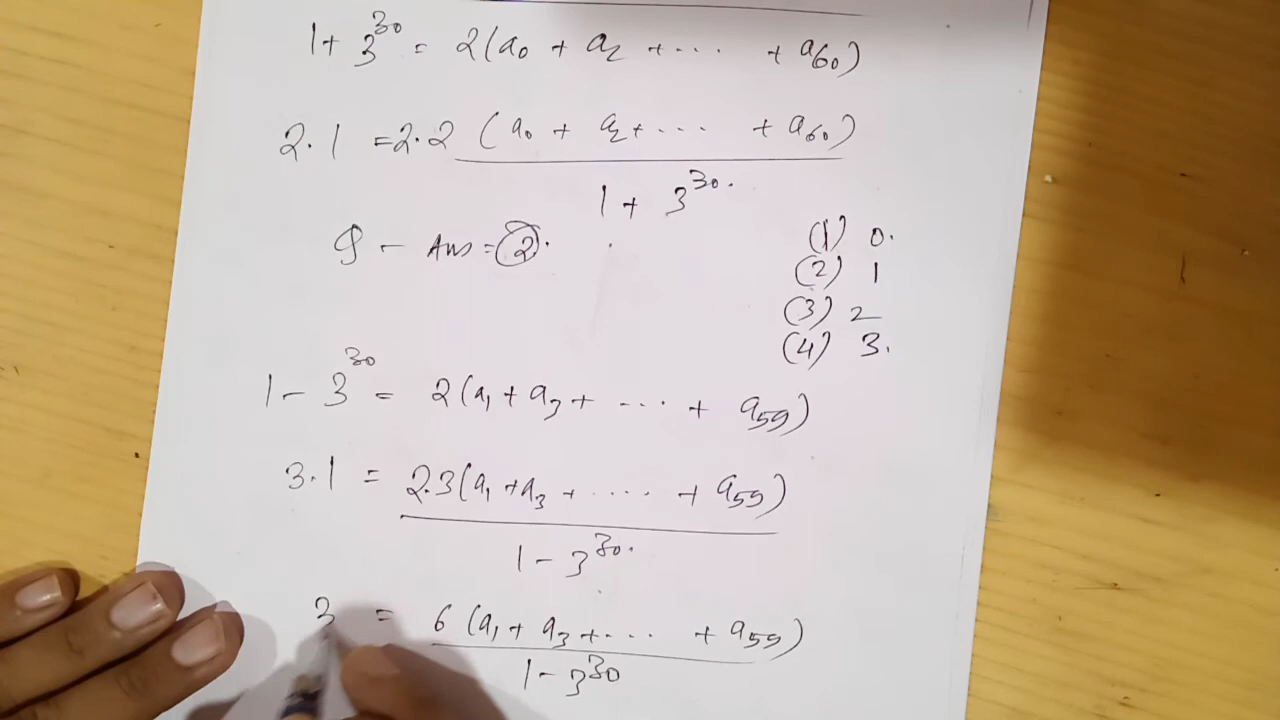 1 + 3^30 = 2(a₀ + a₂ + ... + a₆₀)
2.1 = 2.2 (a₀ + a₂ + ... + a₆₀)
1 + 3^30.
9 - Ans = 2.
(1) 0.
(2) 1
(3) 2
(4) 3.
1 - 3^30 = 2(a₁ + a₃ + ... + a₅₉)
3.1 = 2.3(a₁ + a₃ + .... + a₅₉)
1 - 3^30.
3 = 6 (a₁ + a₃ + ... + a₅₉)
1 - 3^30